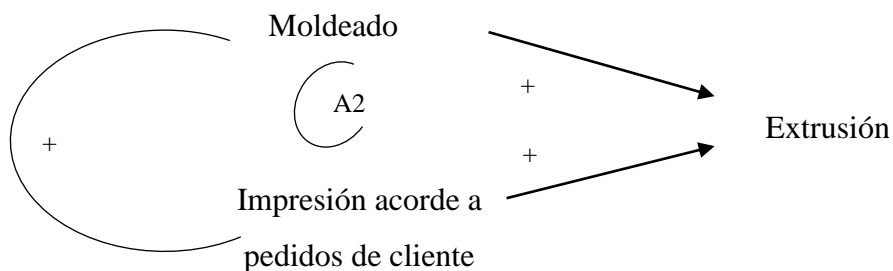 Moldeado
+
A2
Extrusión
+
+
Impresión acorde a
pedidos de cliente